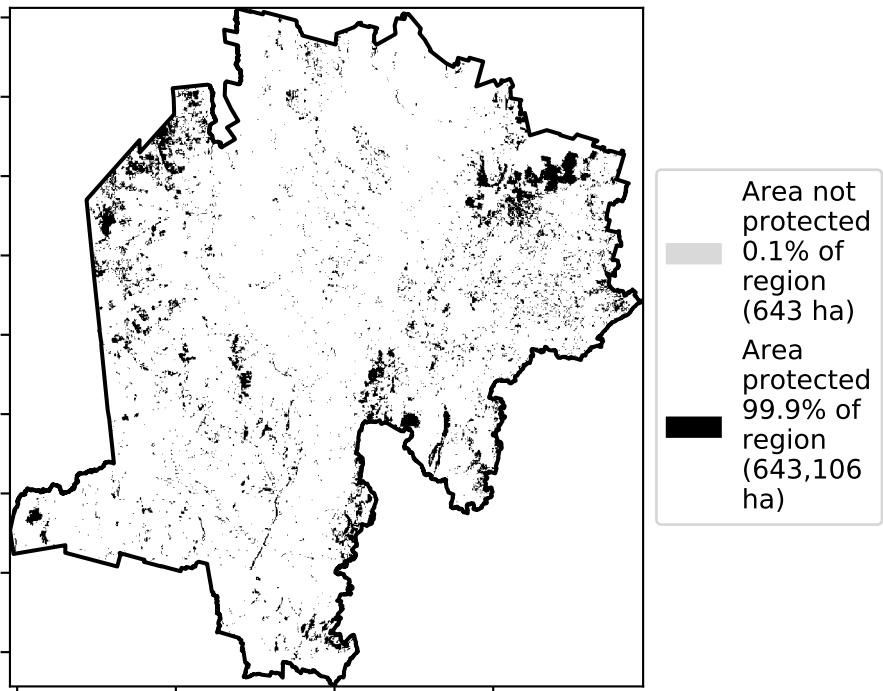 Area not
protected
0.1% of
region
(643 ha)
Area
protected
99.9% of
region
(643,106
ha)